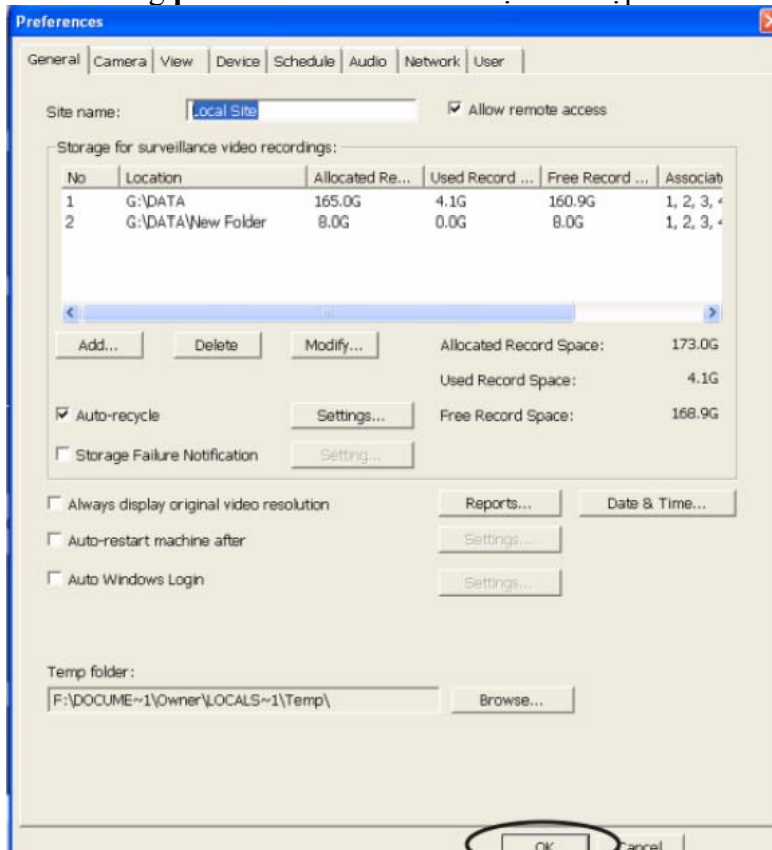 Preferences
General Camera View Device Schedule Audio Network User
Site name: Local Site Allow remote access
Storage for surveillance video recordings:
No Location Allocated Re... Used Record ... Free Record ... Associat
1 G:\DATA 165.0G 4.1G 160.9G 1, 2, 3,
2 G:\DATA\New Folder 8.0G 0.0G 8.0G 1, 2, 3,
Add... Delete Modify... Allocated Record Space: 173.0G
Used Record Space: 4.1G
Auto-recycle Settings... Free Record Space: 168.9G
Storage Failure Notification Setting...
Always display original video resolution Reports... Date & Time...
Auto-restart machine after Settings...
Auto Windows Login Settings...
Temp folder:
F:\DOCUME~1\Owner\LOCALS~1\Temp\ Browse...
OK Cancel